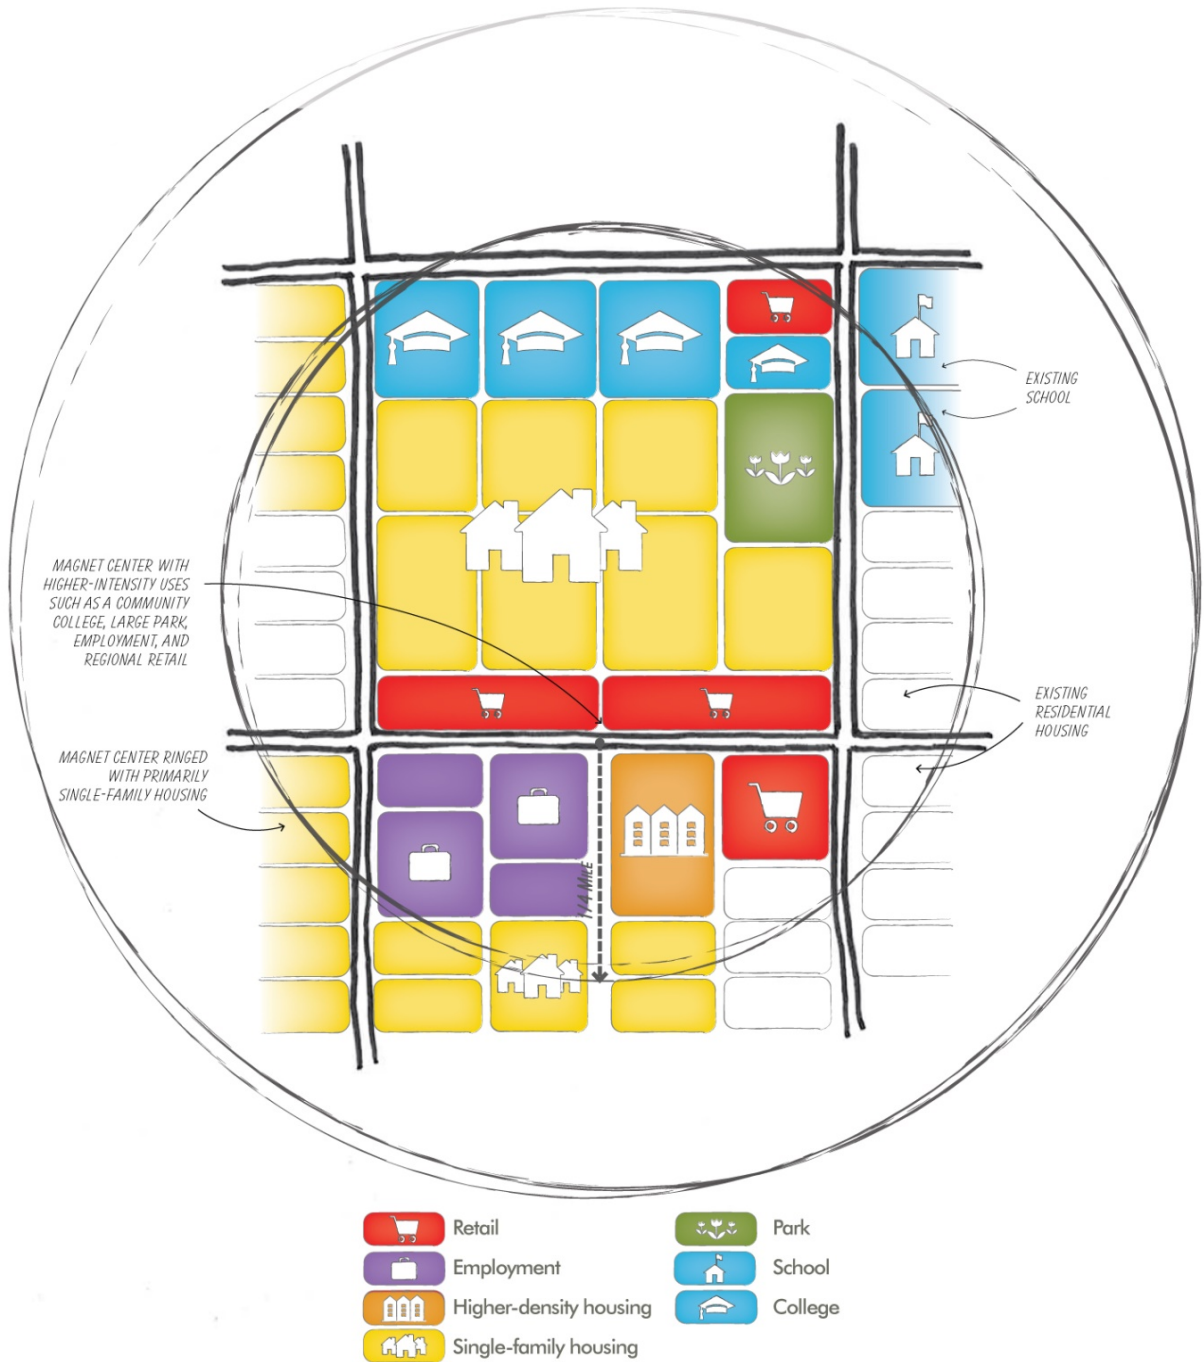 EXISTING
SCHOOL
MAGNET CENTER WITH
HIGHER-INTENSITY USES
SUCH AS A COMMUNITY
COLLEGE, LARGE PARK,
EMPLOYMENT, AND
REGIONAL RETAIL
EXISTING
RESIDENTIAL
HOUSING
MAGNET CENTER RINGED
WITH PRIMARILY
SINGLE-FAMILY HOUSING
1/4 MILE
Retail
Employment
Higher-density housing
Single-family housing
Park
School
College